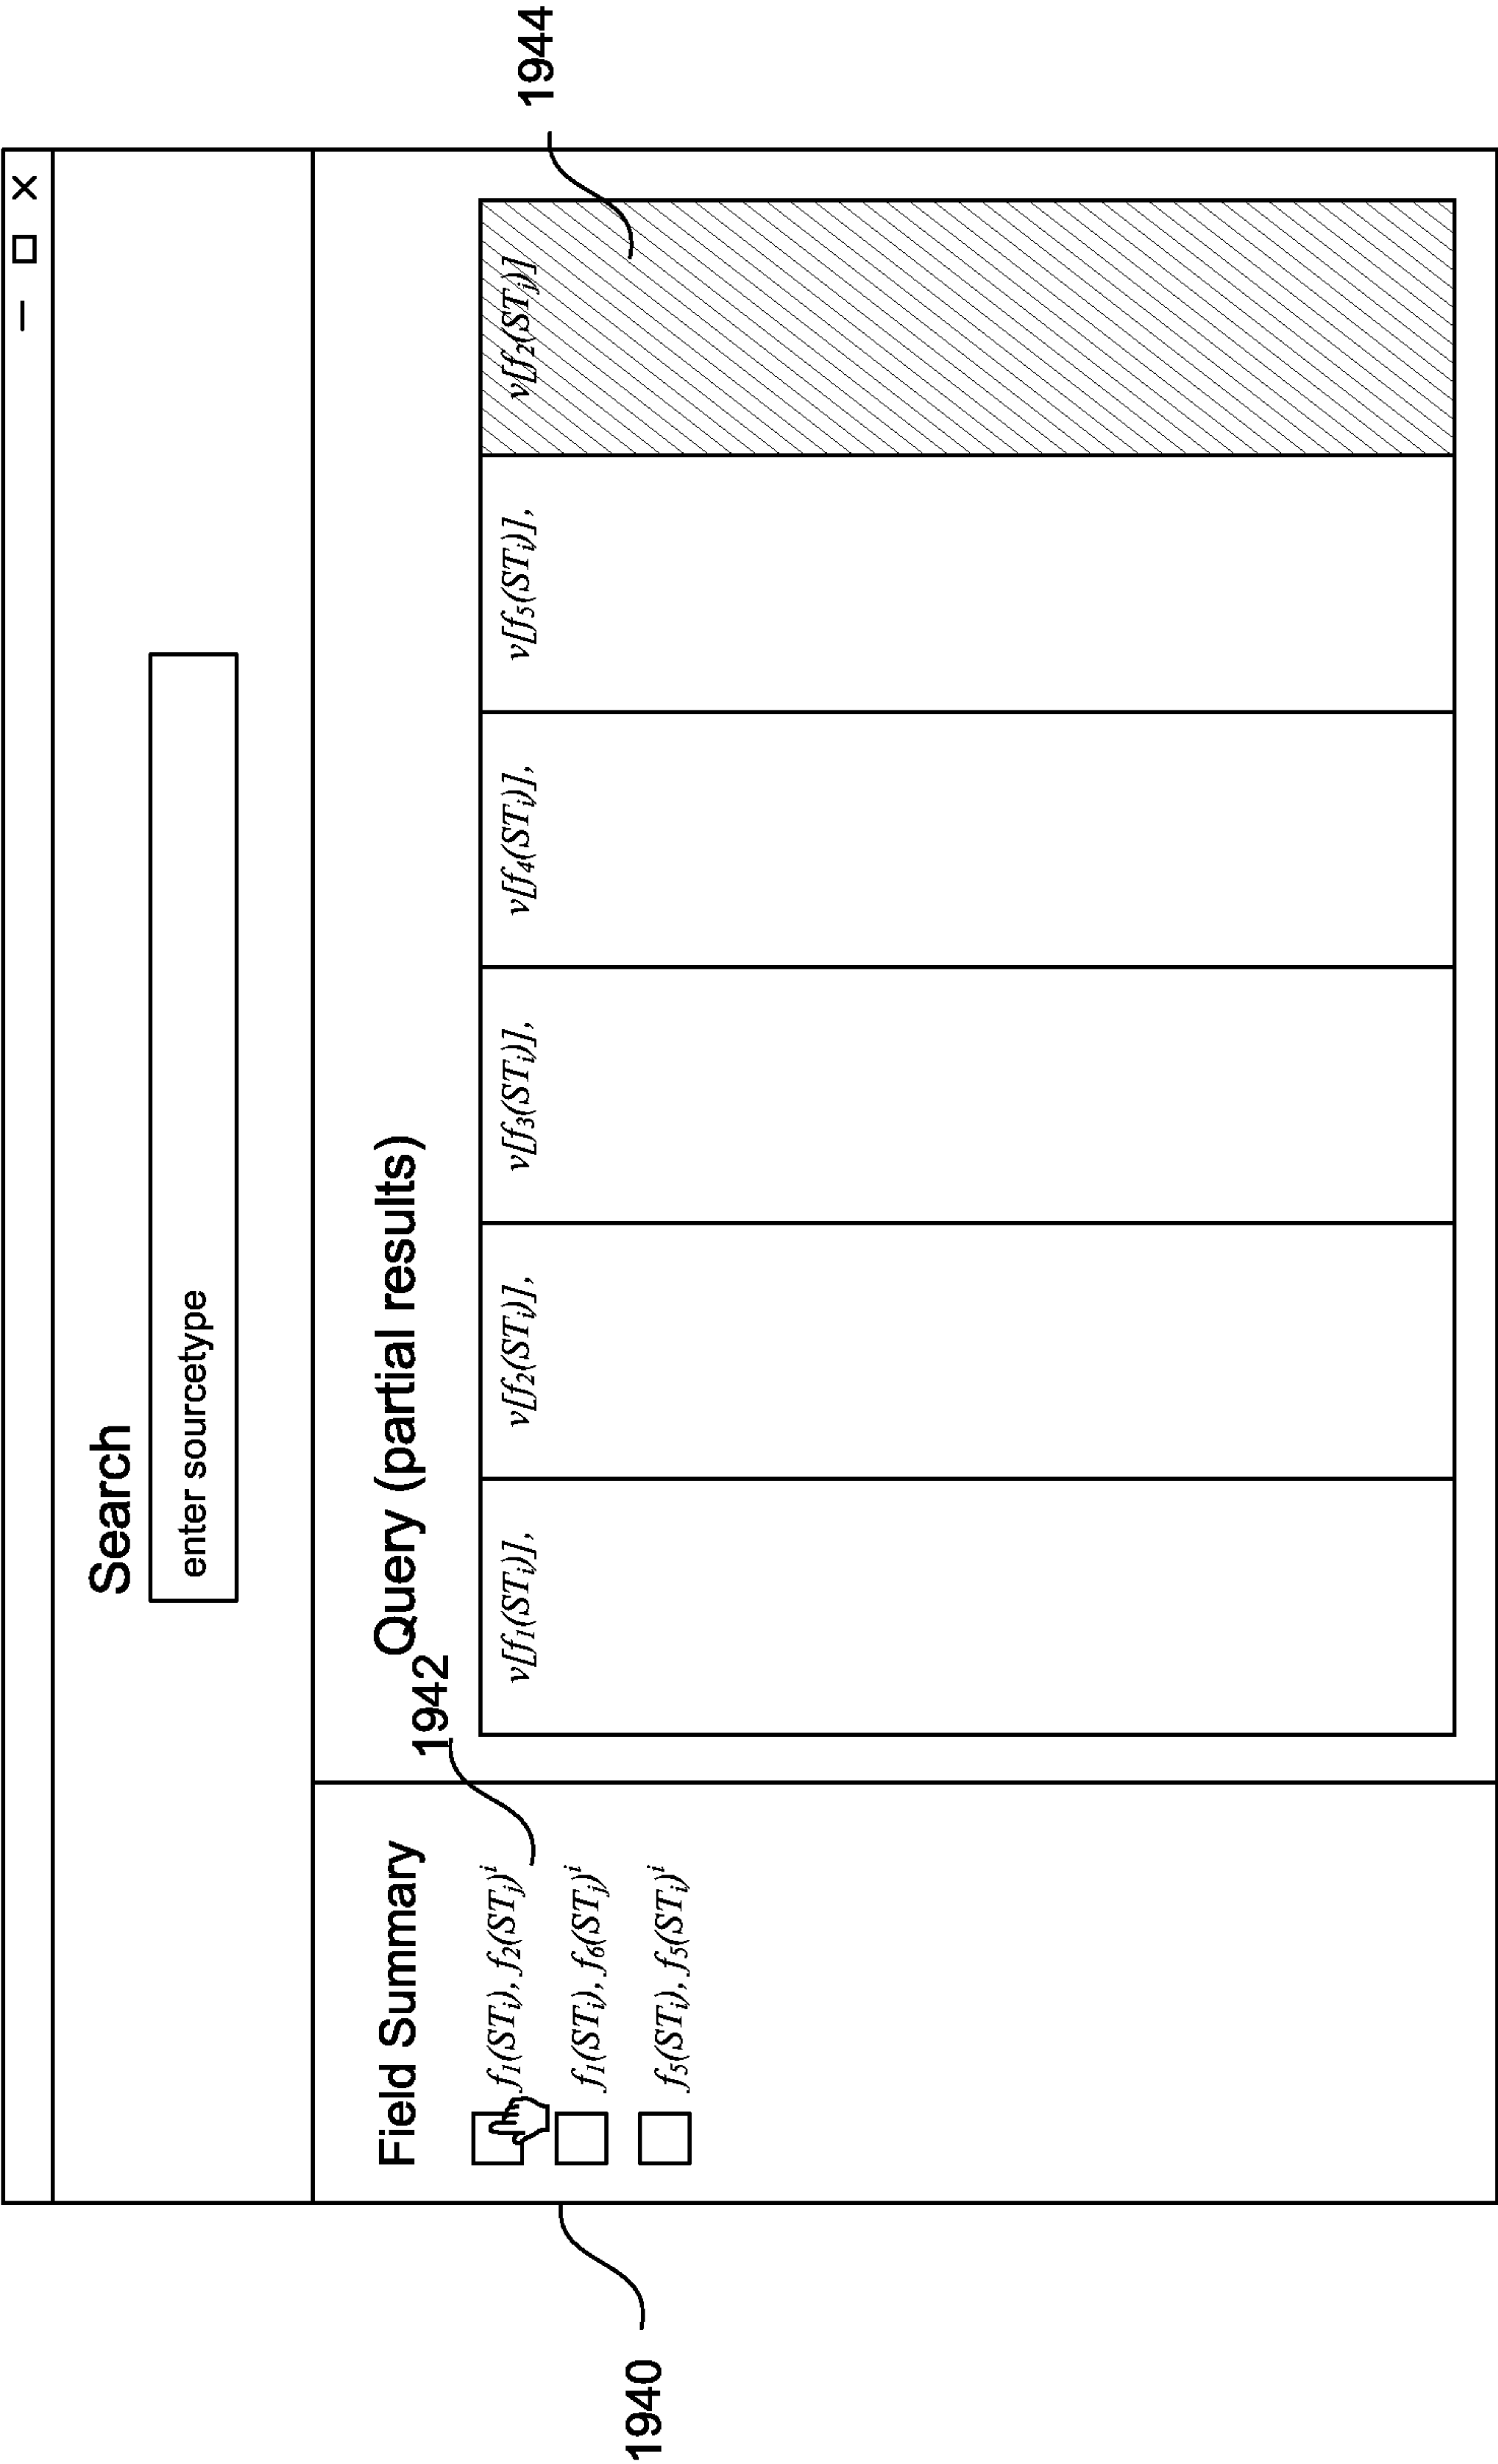 Search
enter sourcetype
Field Summary
Query (partial results)
1942
1944
f₁(STᵢ), f₂(STⱼ)ⁱ
f₁(STᵢ), f₆(STⱼ)ⁱ
f₅(STᵢ), f₅(STᵢ)ⁱ
v[f₁(STᵢ)], v[f₂(STᵢ)], v[f₃(STᵢ)], v[f₄(STᵢ)], v[f₅(STᵢ)], v[f₂(STⱼ)]
1940